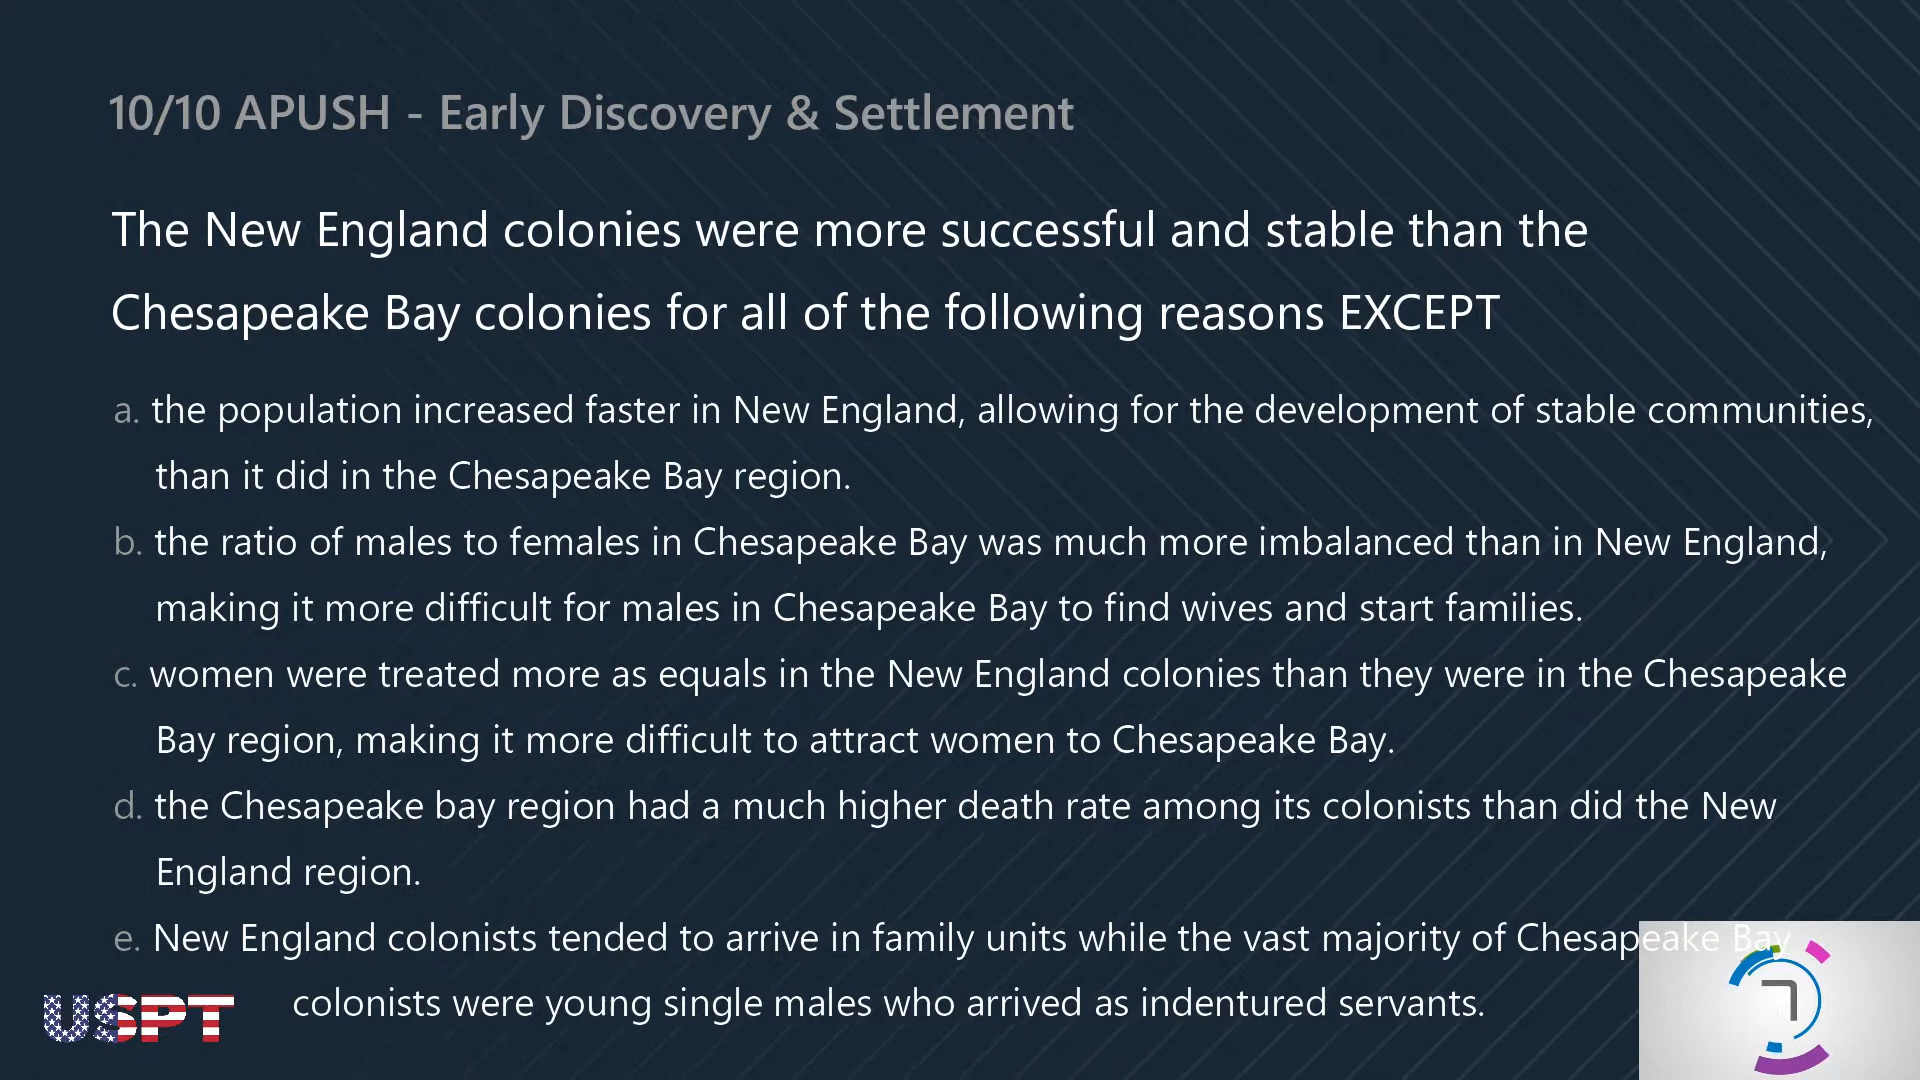 10/10 APUSH - Early Discovery & Settlement
The New England colonies were more successful and stable than the
Chesapeake Bay colonies for all of the following reasons EXCEPT
a. the population increased faster in New England, allowing for the development of stable communities,
than it did in the Chesapeake Bay region.
b. the ratio of males to females in Chesapeake Bay was much more imbalanced than in New England,
making it more difficult for males in Chesapeake Bay to find wives and start families.
c. women were treated more as equals in the New England colonies than they were in the Chesapeake
Bay region, making it more difficult to attract women to Chesapeake Bay.
d. the Chesapeake bay region had a much higher death rate among its colonists than did the New
England region.
e. New England colonists tended to arrive in family units while the vast majority of Chesapeake Bay
colonists were young single males who arrived as indentured servants.
USPT
7